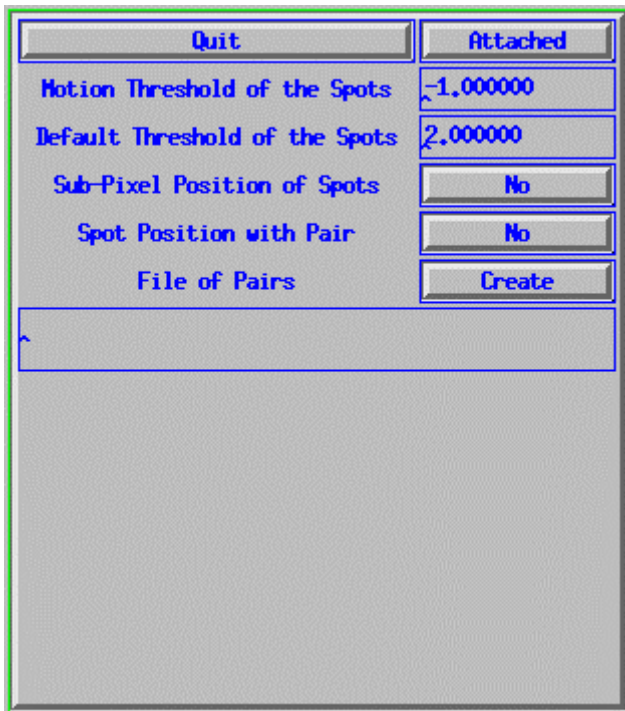 Quit Attached
Motion Threshold of the Spots -1.000000
Default Threshold of the Spots 2.000000
Sub-Pixel Position of Spots No
Spot Position with Pair No
File of Pairs Create